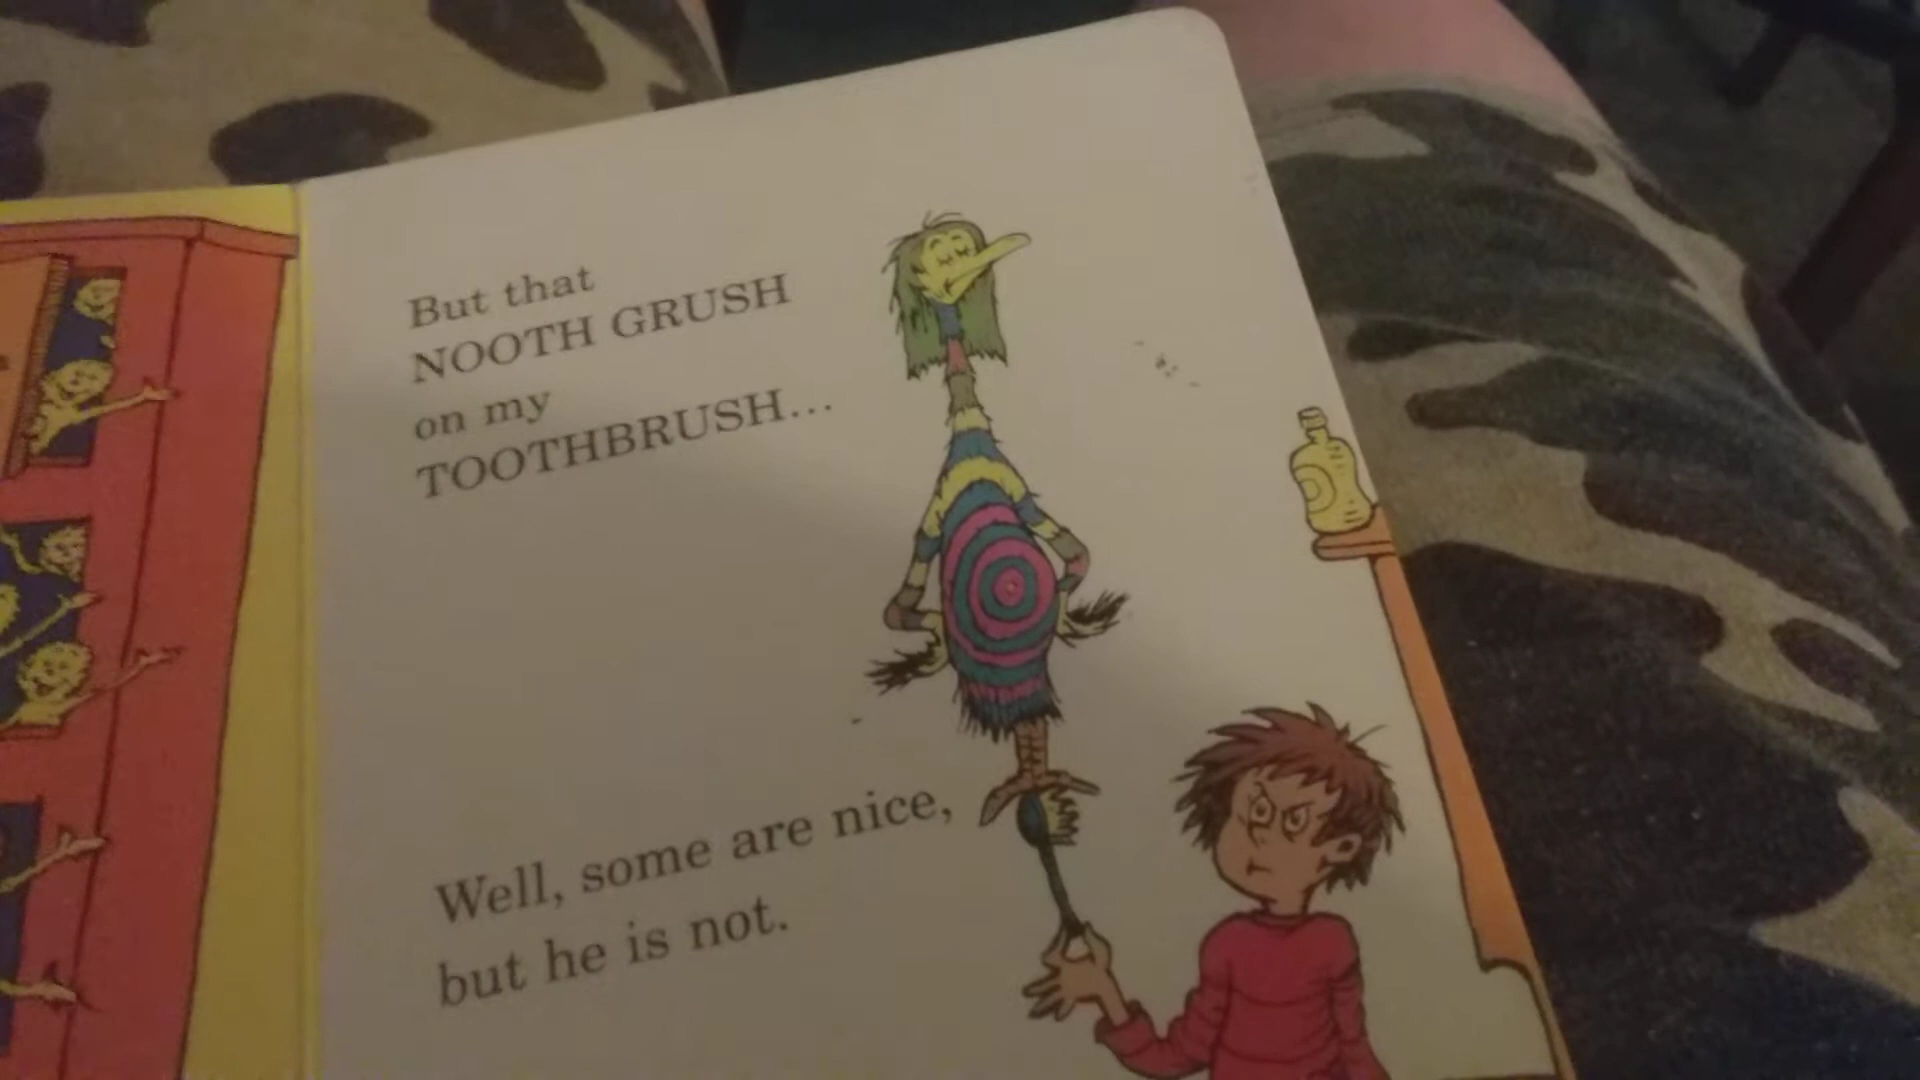 But that
NOOTH GRUSH
on my
TOOTHBRUSH...
Well, some are nice,
but he is not.